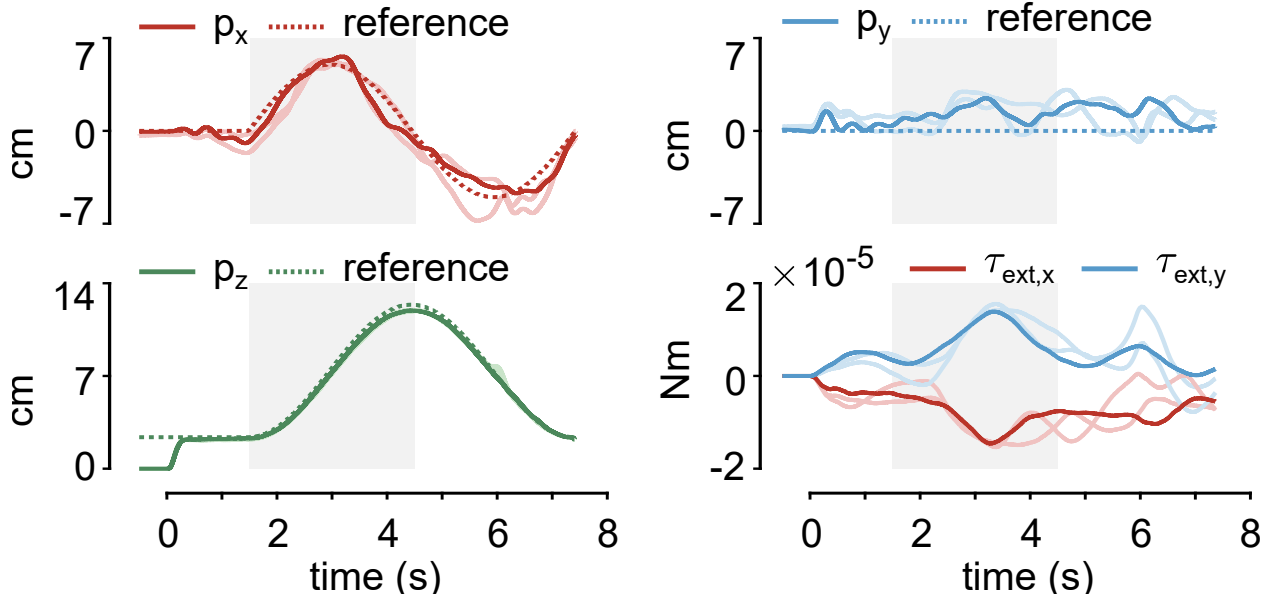 p_x reference
7
0
-7
cm
p_y reference
7
0
-7
cm
p_z reference
14
7
0
cm
0 2 4 6 8
time (s)
×10^-5
τ_ext,x τ_ext,y
2
0
-2
Nm
0 2 4 6 8
time (s)